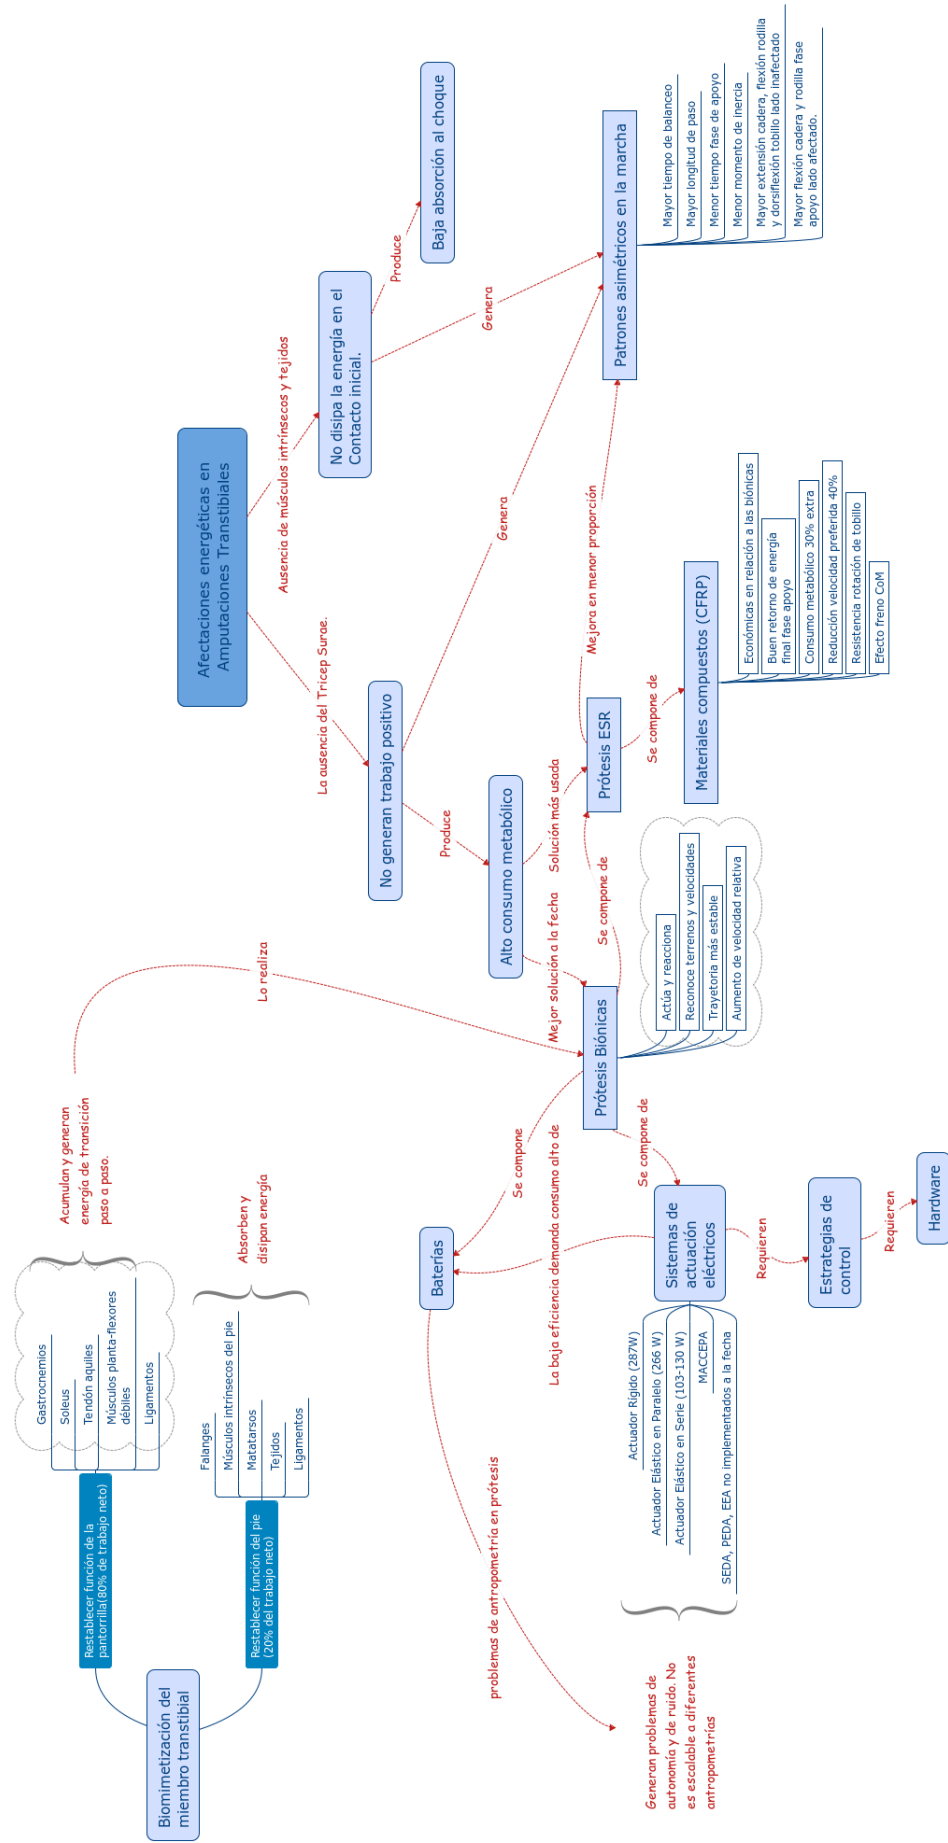 Biomimetización del
miembro transtibial
Restablecer función de la
pantorrilla(80% de trabajo neto)
Gastrocnemios
Soleus
Tendón aquiles
Músculos planta-flexores
débiles
Ligamentos
Acumulan y generan
energía de transición
paso a paso.
Lo realiza
Restablecer función del pie
(20% del trabajo neto)
Falanges
Músculos intrínsecos del pie
Matatarsos
Tejidos
Ligamentos
Absorben y
disipan energía
Afectaciones energéticas en
Amputaciones Transtibiales
La ausencia del Tricep Surae.
Ausencia de músculos intrínsecos y tejidos
No generan trabajo positivo
No disipa la energía en el
Contacto inicial.
Produce
Baja absorción al choque
Genera
Genera
Produce
Alto consumo metabólico
Mejor solución a la fecha
Solución más usada
Patrones asimétricos en la marcha
Mayor tiempo de balanceo
Mayor longitud de paso
Menor tiempo fase de apoyo
Menor momento de inercia
Mayor extensión cadera, flexión rodilla
y dorsiflexión tobillo lado inafectado
Mayor flexión cadera y rodilla fase
apoyo lado afectado.
Mejora en menor proporción
Prótesis ESR
Se compone de
Materiales compuestos (CFRP)
Económicas en relación a las biónicas
Buen retorno de energía
final fase apoyo
Consumo metabólico 30% extra
Reducción velocidad preferida 40%
Resistencia rotación de tobillo
Efecto freno CoM
Se compone de
Prótesis Biónicas
Actúa y reacciona
Reconoce terrenos y velocidades
Trayetoria más estable
Aumento de velocidad relativa
Se compone
Baterías
La baja eficiencia demanda consumo alto de
Se compone de
Sistemas de
actuación
eléctricos
Requieren
Estrategias de
control
Requieren
Hardware
Actuador Rígido (287W)
Actuador Elástico en Paralelo (266 W)
Actuador Elástico en Serie (103-130 W)
MACCEPA
SEDA, PEDA, EEA no implementados a la fecha
problemas de antropometría en prótesis
Generan problemas de
autonomía y de ruido. No
es escalable a diferentes
antropometrías